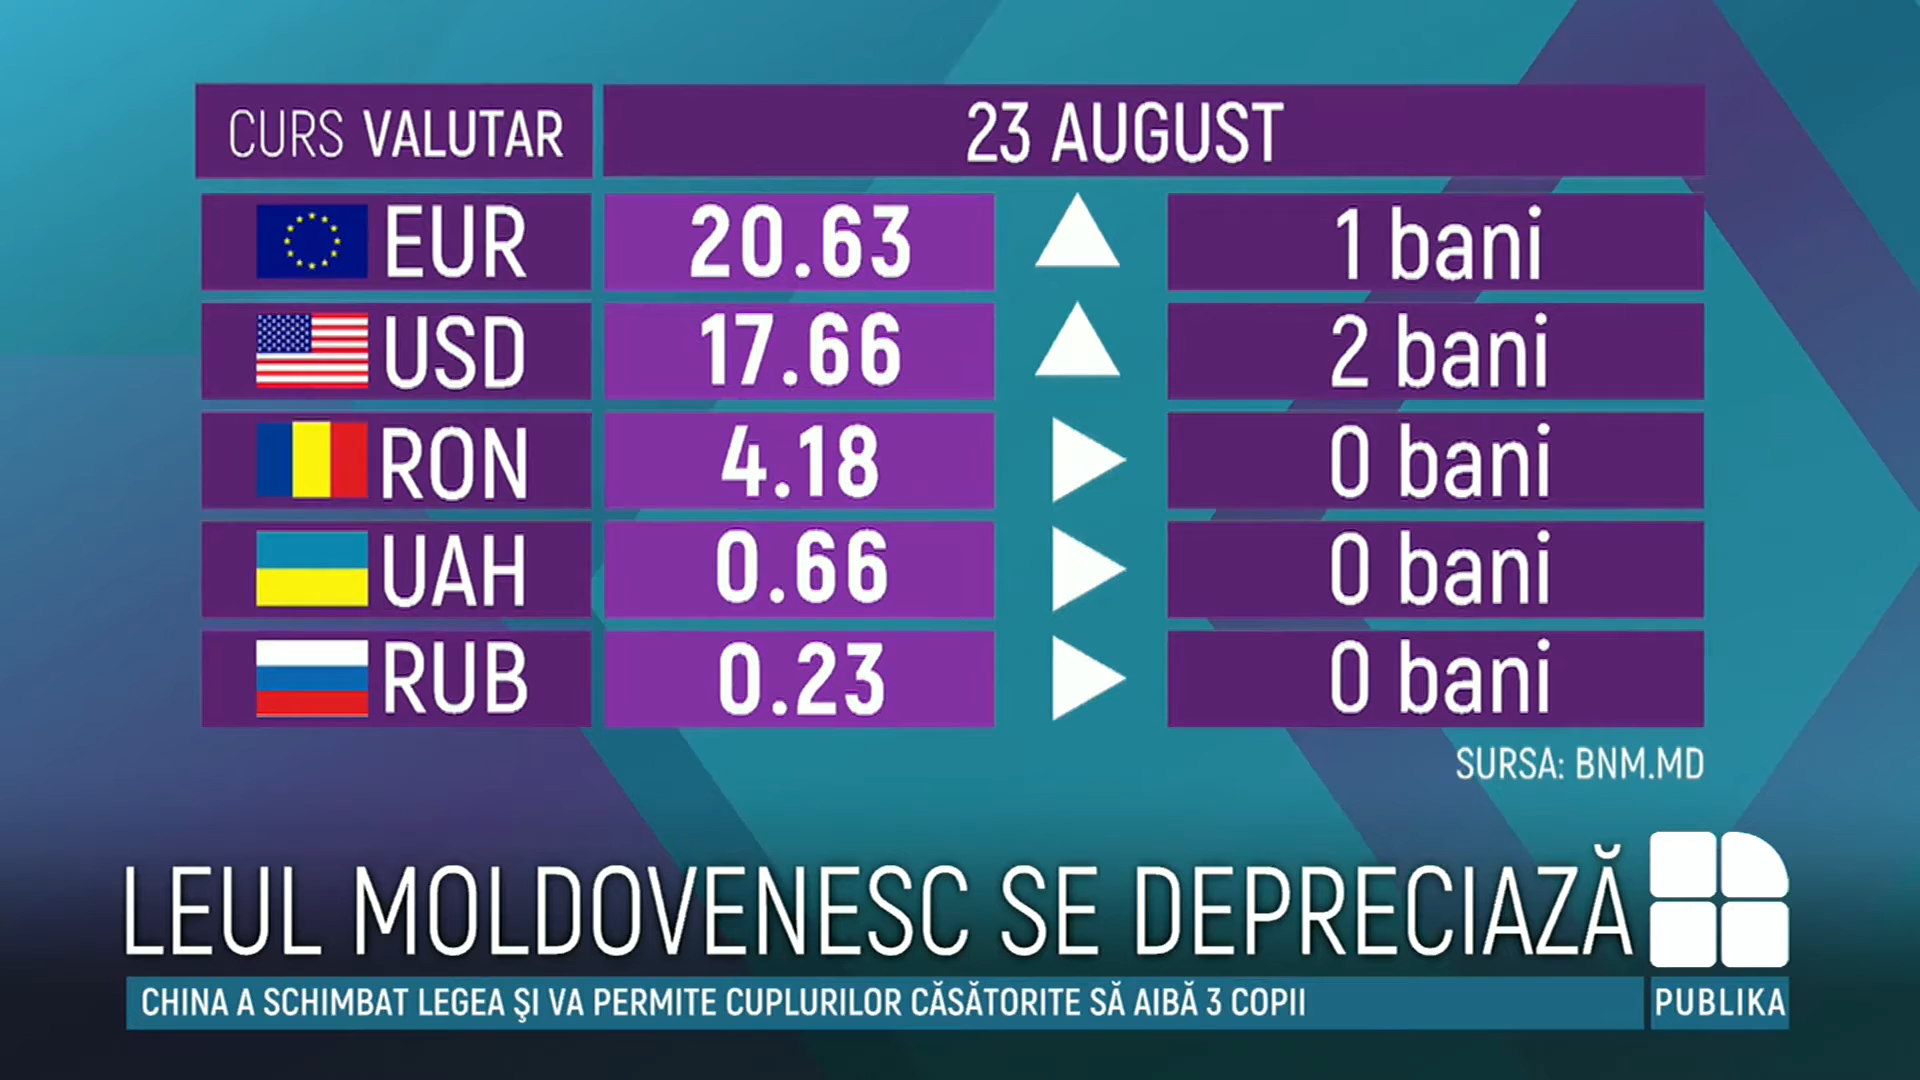 CURS VALUTAR 23 AUGUST
EUR 20.63 1 bani
USD 17.66 2 bani
RON 4.18 0 bani
UAH 0.66 0 bani
RUB 0.23 0 bani
SURSA: BNM.MD
LEUL MOLDOVENESC SE DEPRECIAZĂ
CHINA A SCHIMBAT LEGEA ŞI VA PERMITE CUPLURILOR CĂSĂTORITE SĂ AIBĂ 3 COPII
PUBLIKA